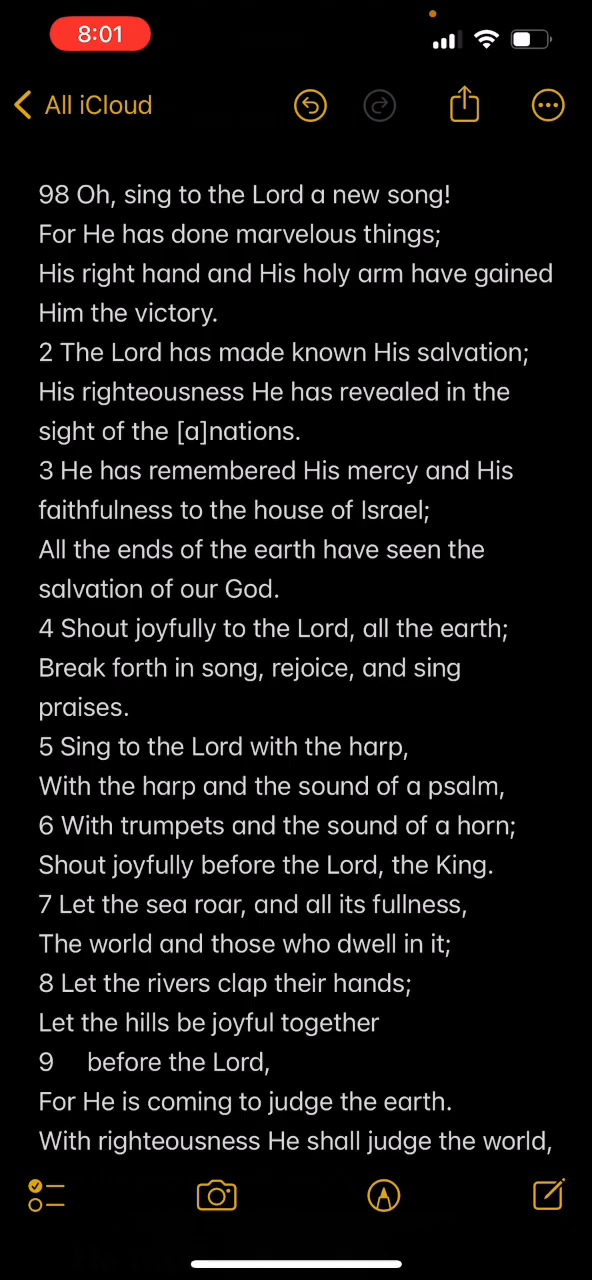 8:01
All iCloud
98 Oh, sing to the Lord a new song!
For He has done marvelous things;
His right hand and His holy arm have gained
Him the victory.
2 The Lord has made known His salvation;
His righteousness He has revealed in the
sight of the [a]nations.
3 He has remembered His mercy and His
faithfulness to the house of Israel;
All the ends of the earth have seen the
salvation of our God.
4 Shout joyfully to the Lord, all the earth;
Break forth in song, rejoice, and sing
praises.
5 Sing to the Lord with the harp,
With the harp and the sound of a psalm,
6 With trumpets and the sound of a horn;
Shout joyfully before the Lord, the King.
7 Let the sea roar, and all its fullness,
The world and those who dwell in it;
8 Let the rivers clap their hands;
Let the hills be joyful together
9 before the Lord,
For He is coming to judge the earth.
With righteousness He shall judge the world,